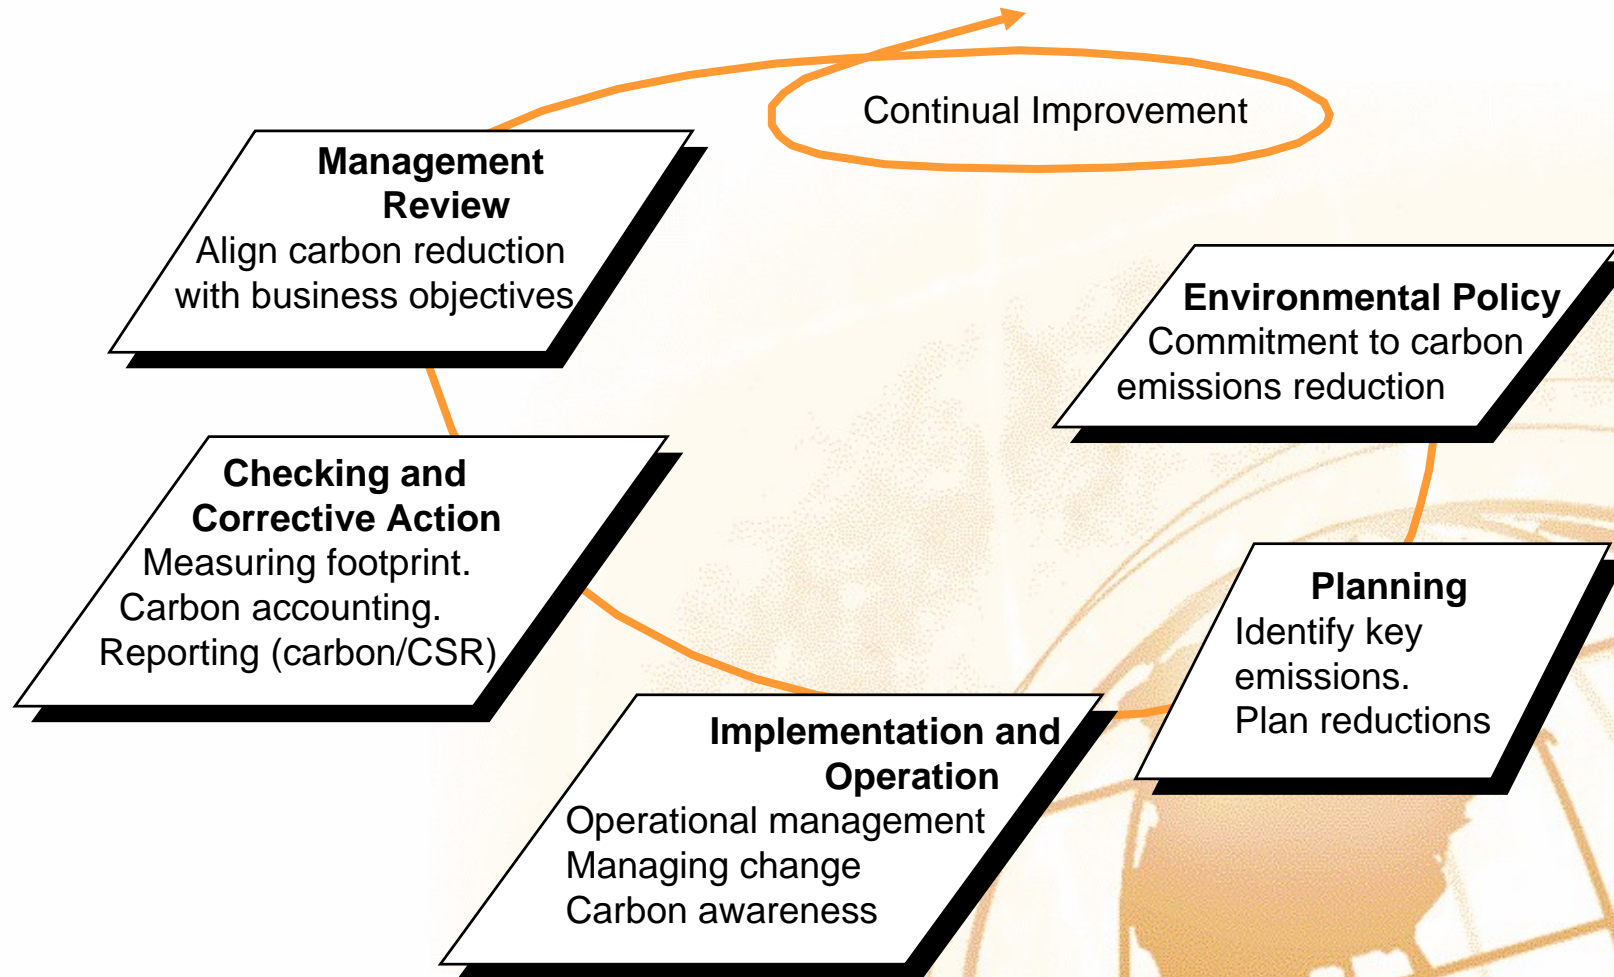 Continual Improvement
Management
Review
Align carbon reduction
with business objectives
Environmental Policy
Commitment to carbon
emissions reduction
Checking and
Corrective Action
Measuring footprint.
Carbon accounting.
Reporting (carbon/CSR)
Planning
Identify key
emissions.
Plan reductions
Implementation and
Operation
Operational management
Managing change
Carbon awareness